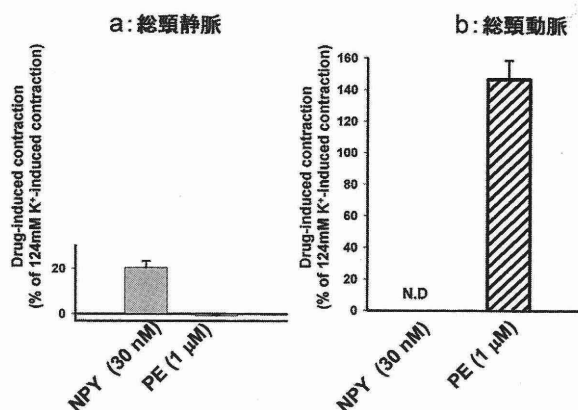 a:総頸静脈
Drug-induced contraction
(% of 124mM K⁺-induced contraction)
20
0
NPY (30 nM)
PE (1 μM)
b:総頸動脈
Drug-induced contraction
(% of 124mM K⁺-induced contraction)
160
140
120
100
80
60
40
20
0
N.D
NPY (30 nM)
PE (1 μM)